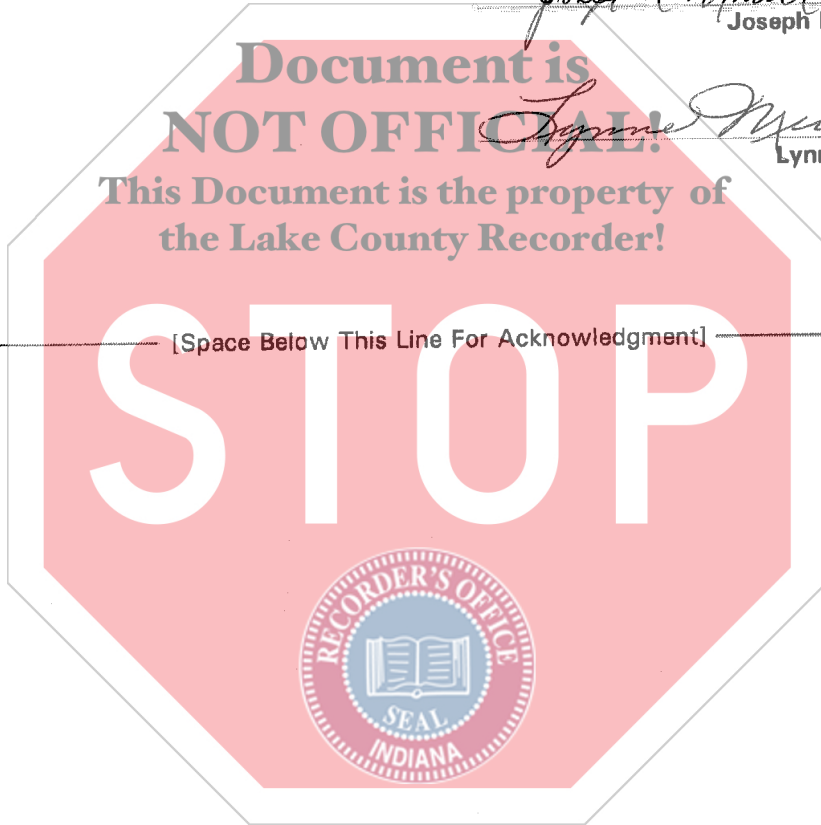 Joseph
Document is
NOT OFFICIAL!
Lynne
Lynn
This Document is the property of
the Lake County Recorder!
[Space Below This Line For Acknowledgment]
STOP
RECORDER'S OFFICE
SEAL
INDIANA